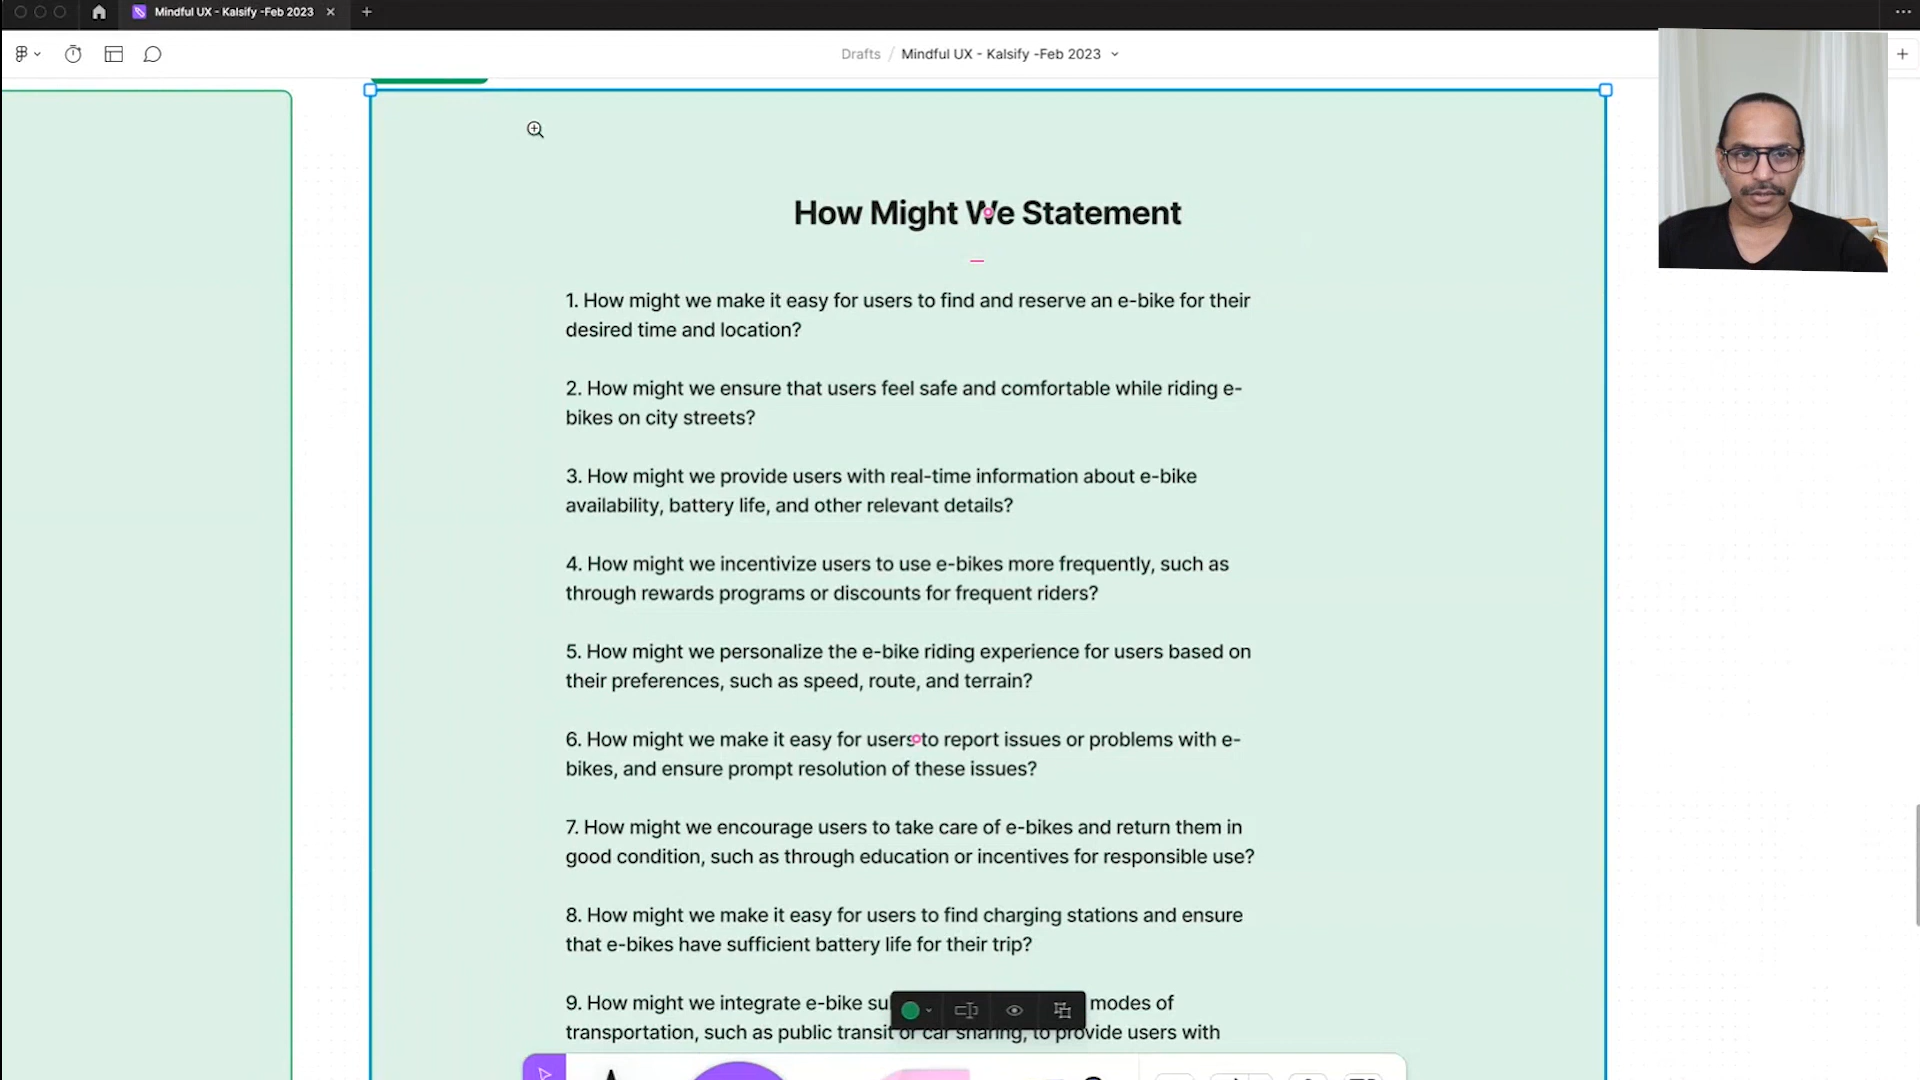 Mindful UX - Kalsify -Feb 2023
Drafts / Mindful UX - Kalsify -Feb 2023
How Might We Statement
1. How might we make it easy for users to find and reserve an e-bike for their
desired time and location?
2. How might we ensure that users feel safe and comfortable while riding e-
bikes on city streets?
3. How might we provide users with real-time information about e-bike
availability, battery life, and other relevant details?
4. How might we incentivize users to use e-bikes more frequently, such as
through rewards programs or discounts for frequent riders?
5. How might we personalize the e-bike riding experience for users based on
their preferences, such as speed, route, and terrain?
6. How might we make it easy for users to report issues or problems with e-
bikes, and ensure prompt resolution of these issues?
7. How might we encourage users to take care of e-bikes and return them in
good condition, such as through education or incentives for responsible use?
8. How might we make it easy for users to find charging stations and ensure
that e-bikes have sufficient battery life for their trip?
9. How might we integrate e-bike modes of
transportation, such as public transit or car sharing, to provide users with